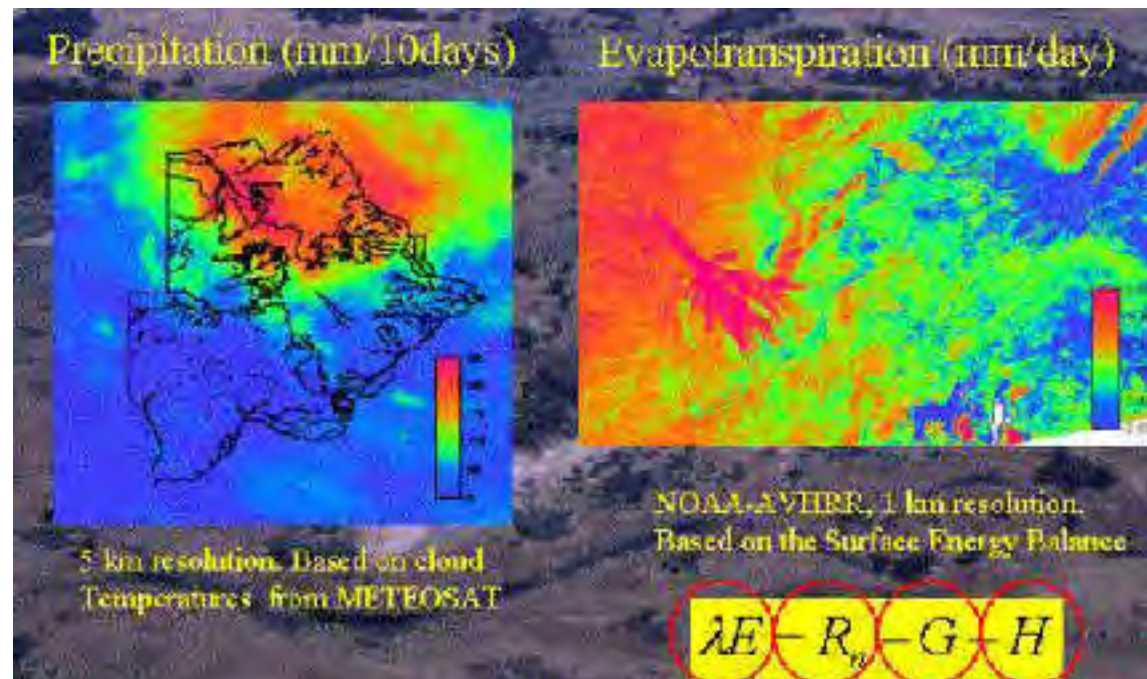 Precipitation (mm/10days)
Evapotranspiration (mm/day)
5 km resolution. Based on cloud
Temperatures from METEOSAT
NOAA-AVHRR, 1 km resolution.
Based on the Surface Energy Balance
λE - Rₙ - G - H